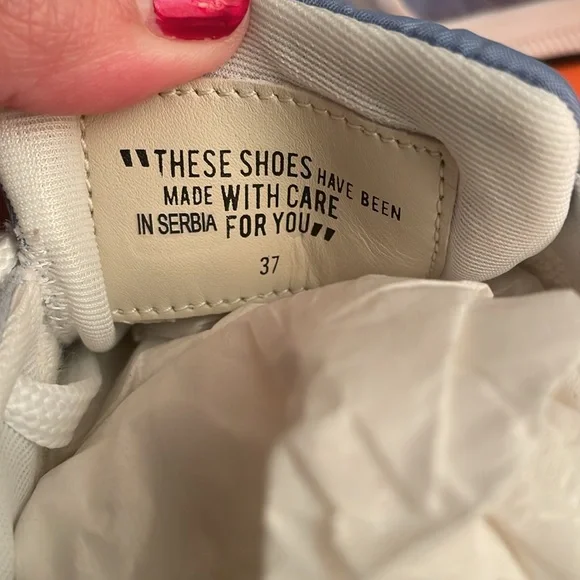 "THESE SHOES HAVE BEEN
MADE WITH CARE
IN SERBIA FOR YOU"
37